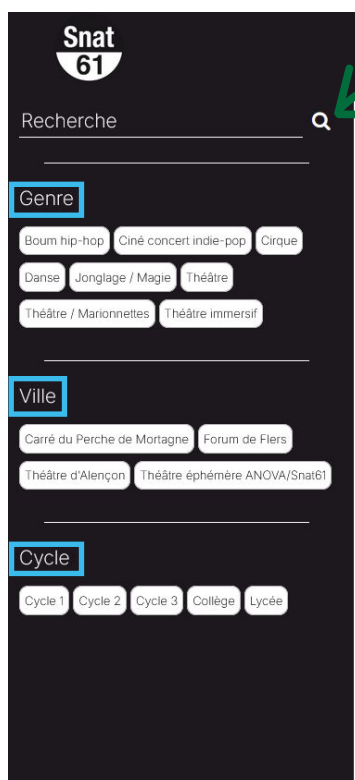 Snat
61
Recherche
Genre
Boum hip-hop Ciné concert indie-pop Cirque
Danse Jonglage / Magie Théâtre
Théâtre / Marionnettes Théâtre immersif
Ville
Carré du Perche de Mortagne Forum de Flers
Théâtre d'Alençon Théâtre éphémère ANOVA/Snat61
Cycle
Cycle 1 Cycle 2 Cycle 3 Collège Lycée